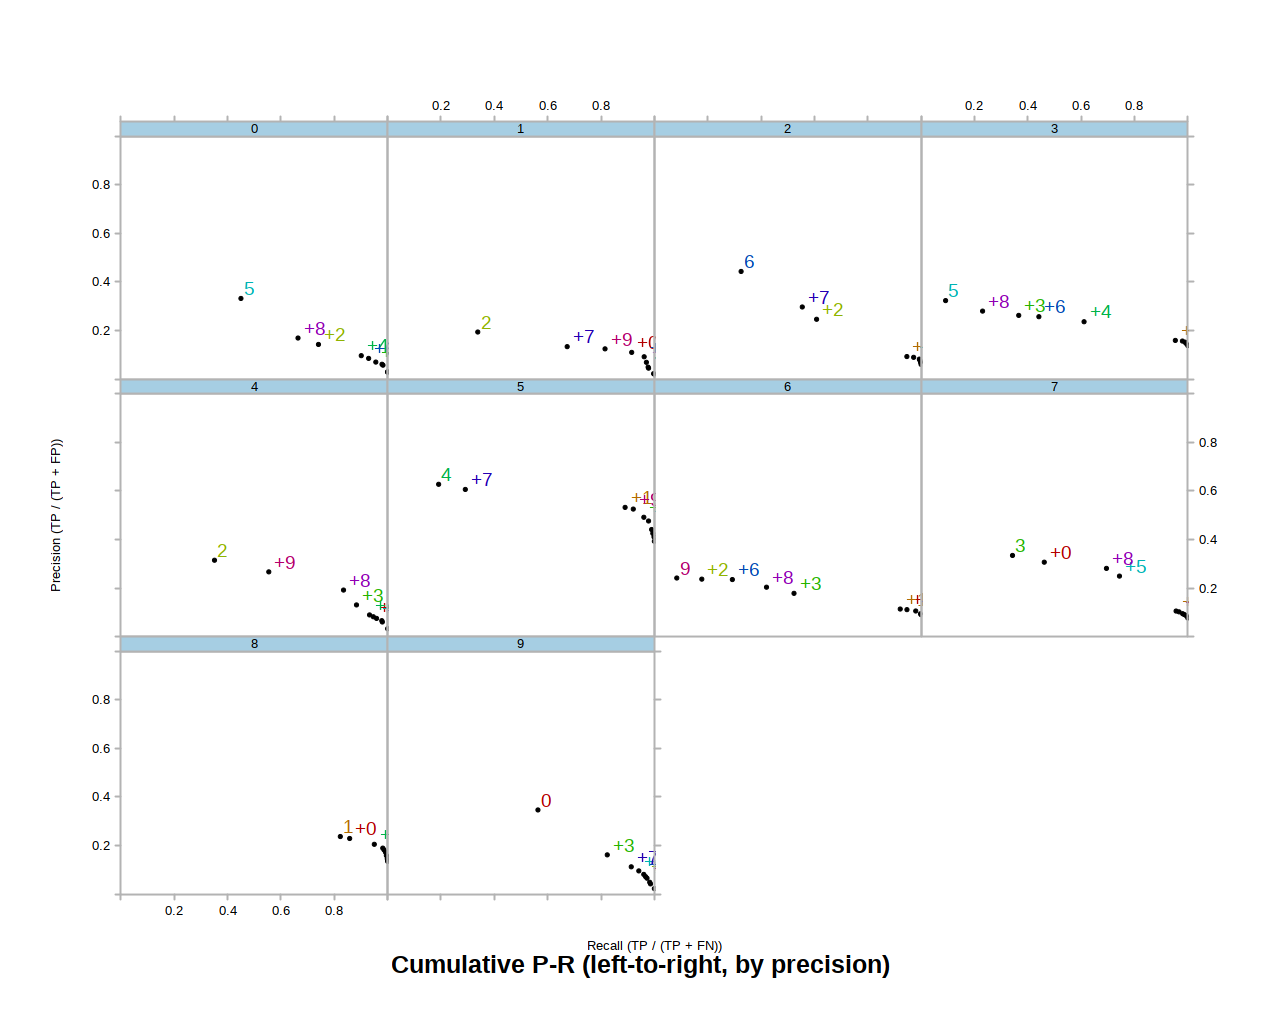 0.2 0.4 0.6 0.8 0.2 0.4 0.6 0.8
0 1 2 3
0.8
0.6
0.4
0.2
5 +8 +2
2 +7 +9
6 +7 +2
5 +8 +3 +6 +4
4 5 6 7
2 +9 +8 +3
4 +7
9 +2 +6 +8 +3
3 +0 +8 +5
0.8
0.6
0.4
0.2
8 9
0.8
0.6
0.4
0.2
1 +0
0 +3
0.2 0.4 0.6 0.8
Precision (TP / (TP + FP))
Recall (TP / (TP + FN))
Cumulative P-R (left-to-right, by precision)